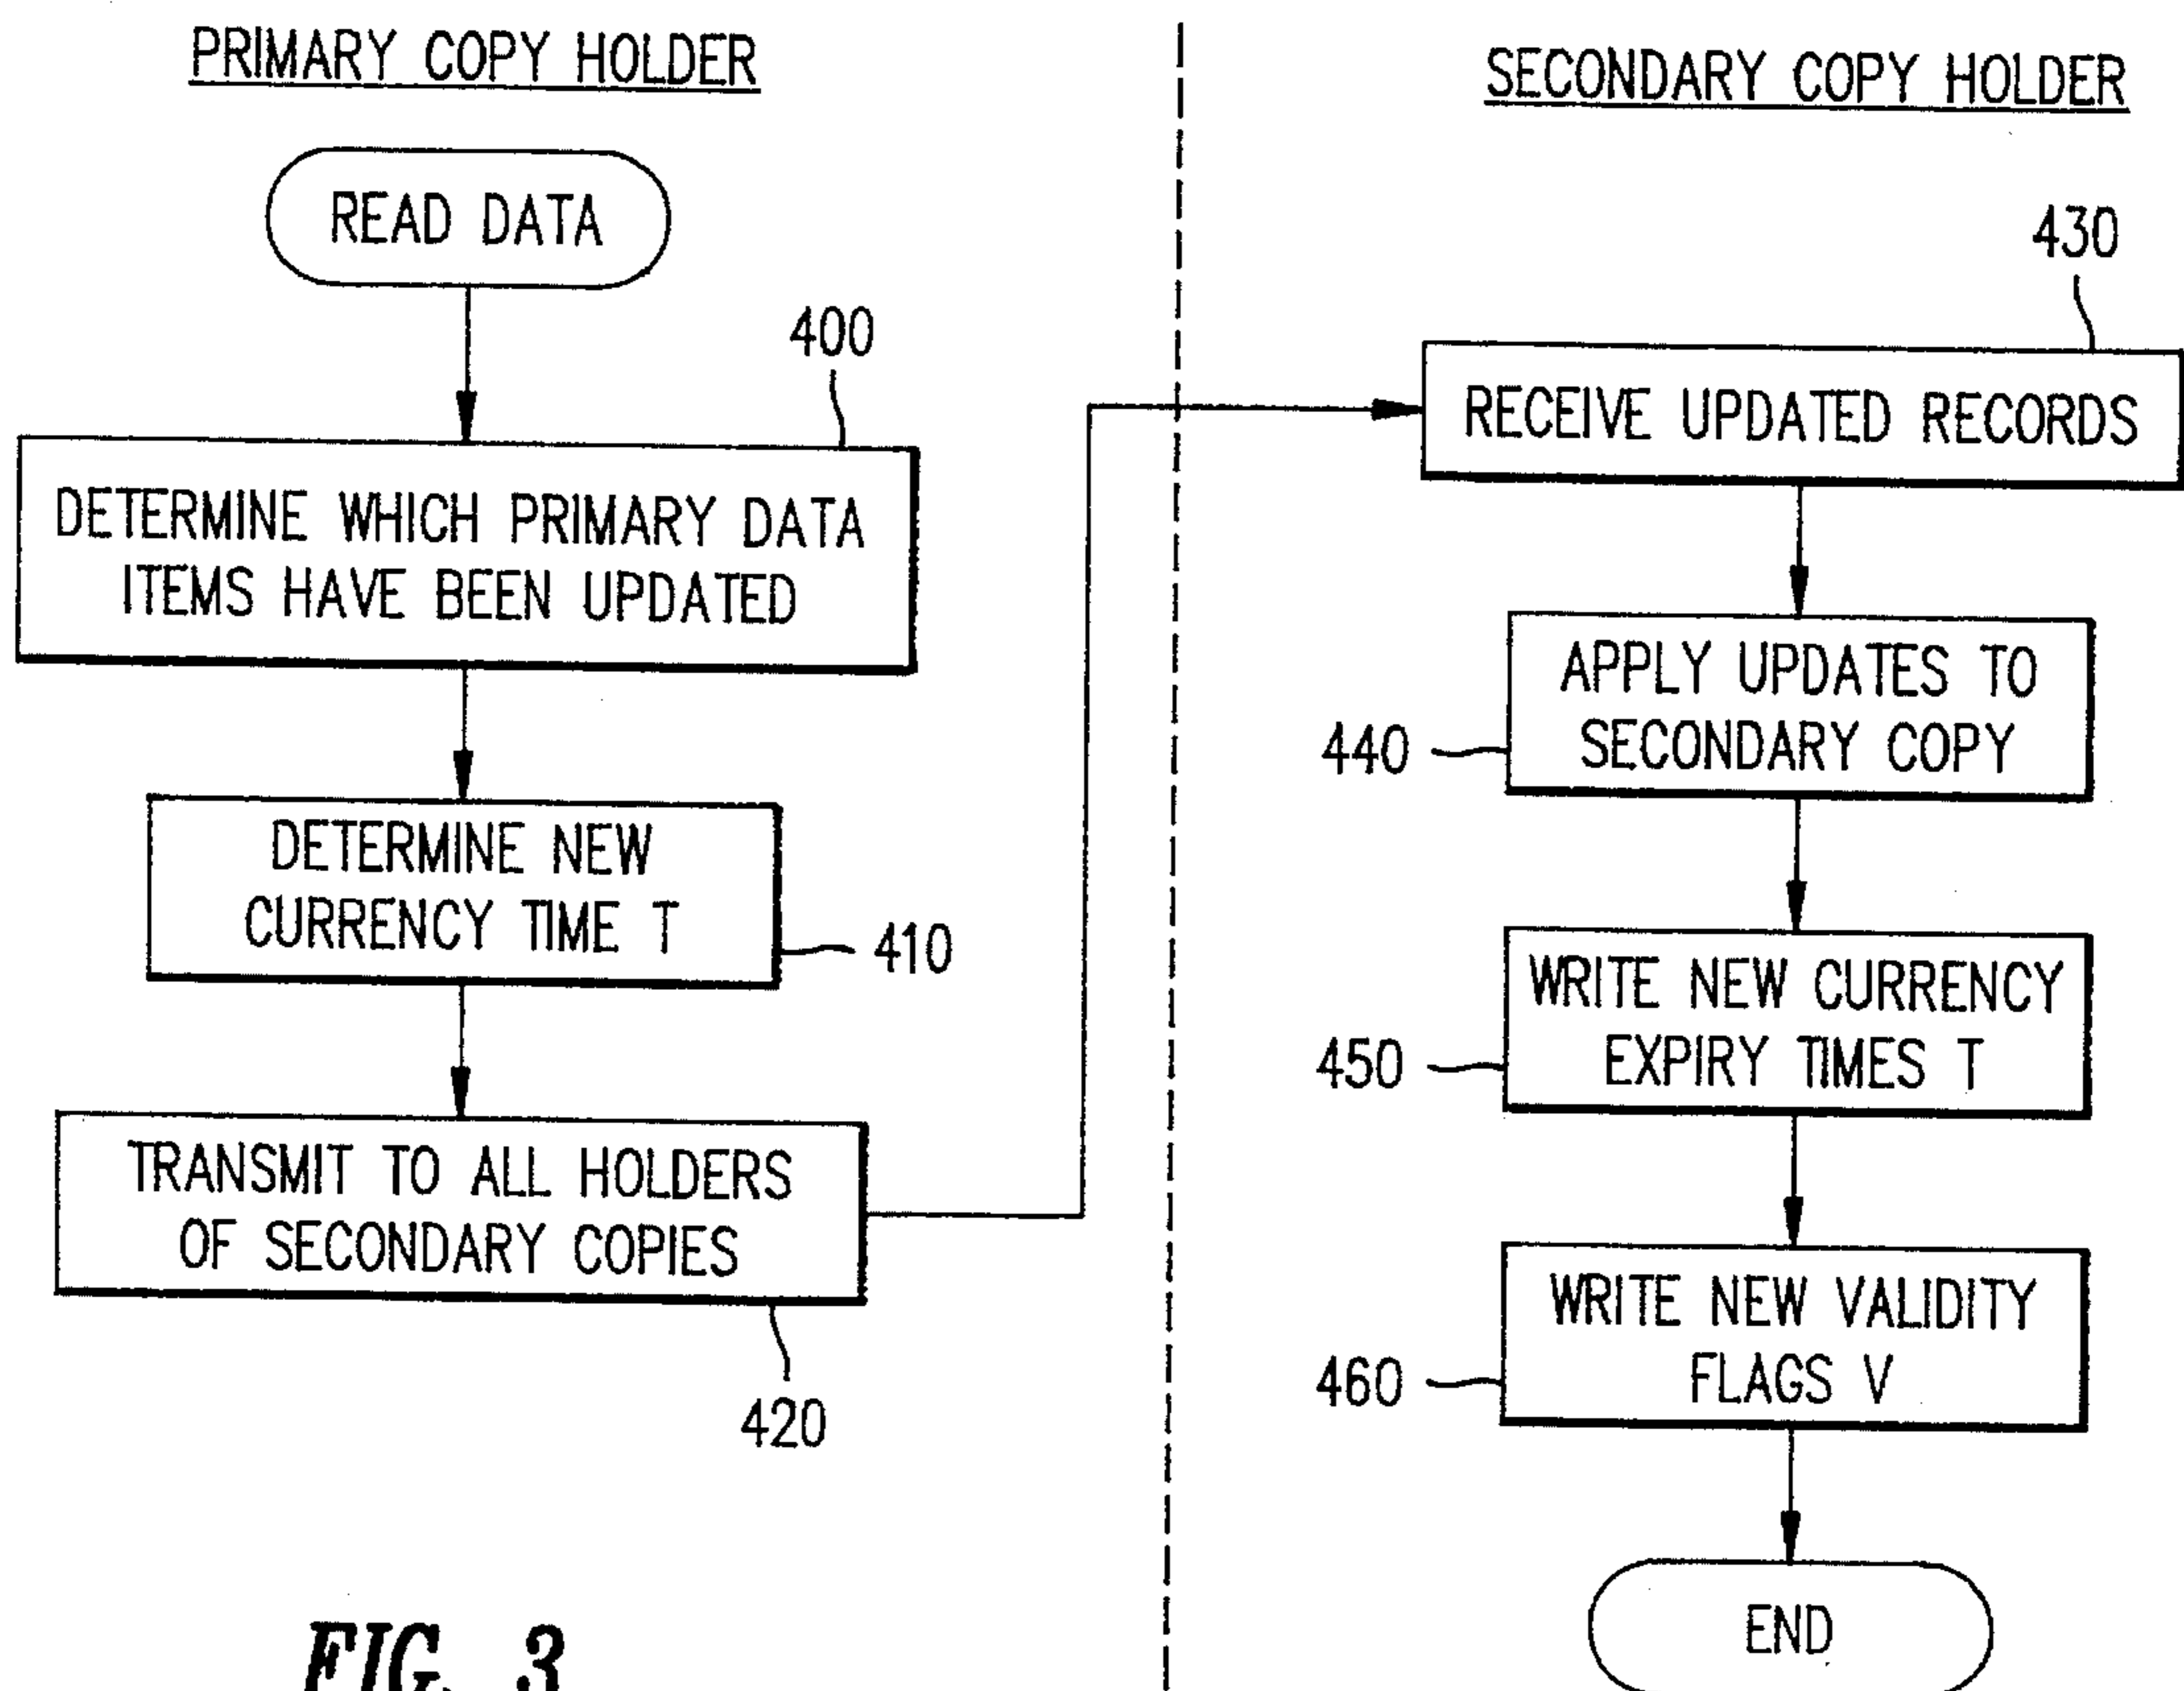 PRIMARY COPY HOLDER
READ DATA
400
DETERMINE WHICH PRIMARY DATA
ITEMS HAVE BEEN UPDATED
DETERMINE NEW
CURRENCY TIME T
410
TRANSMIT TO ALL HOLDERS
OF SECONDARY COPIES
420
SECONDARY COPY HOLDER
430
RECEIVE UPDATED RECORDS
APPLY UPDATES TO
SECONDARY COPY
440
WRITE NEW CURRENCY
EXPIRY TIMES T
450
WRITE NEW VALIDITY
FLAGS V
460
END
FIG. 3